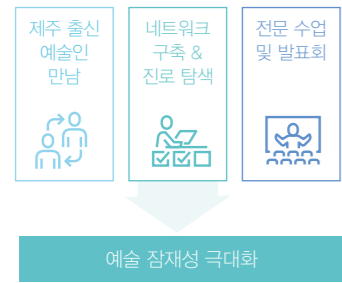 제주 출신
예술인
만남
네트워크
구축 &
진로 탐색
전문 수업
및 발표회
예술 잠재성 극대화